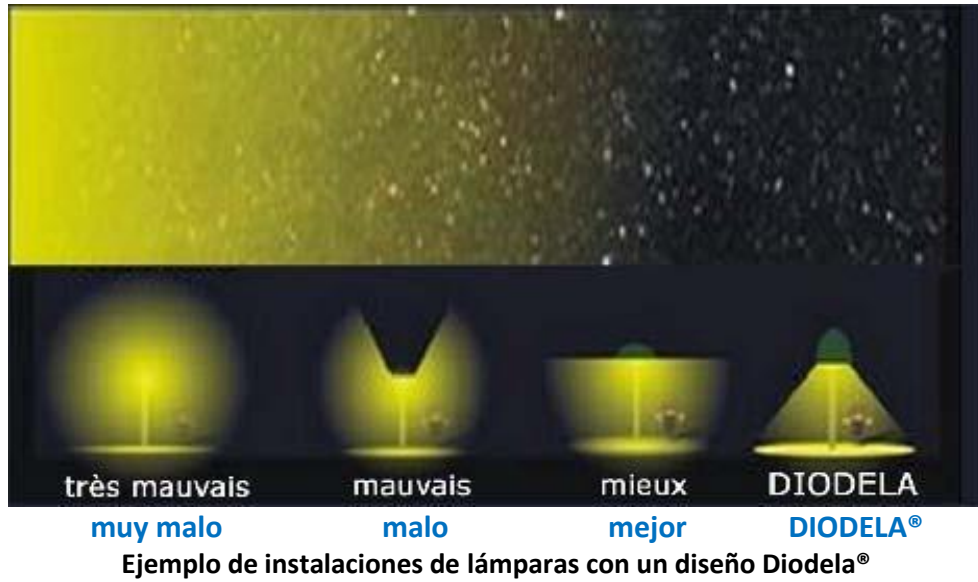 très mauvais mauvais mieux DIODELA
muy malo malo mejor DIODELA®
Ejemplo de instalaciones de lámparas con un diseño Diodela®